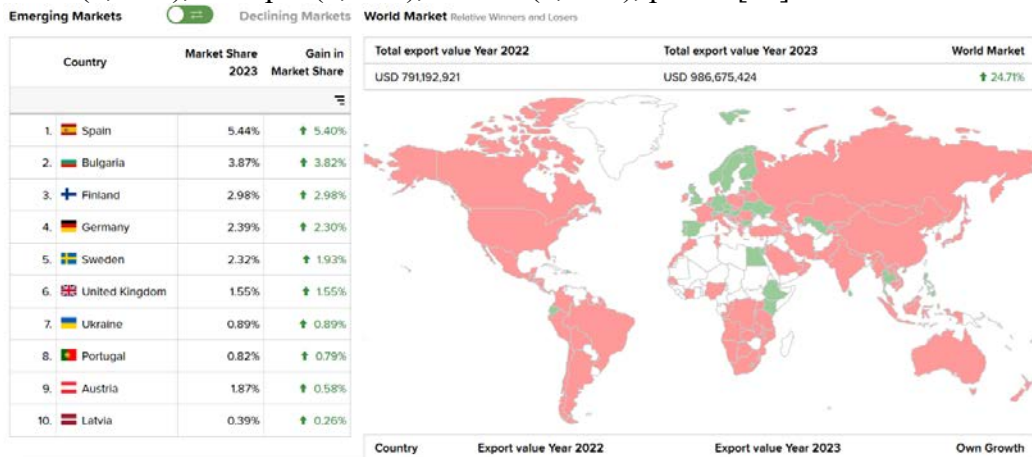 Emerging Markets Declining Markets World Market Relative Winners and Losers
Country Market Share 2023 Gain in Market Share
1. Spain 5.44% 5.40%
2. Bulgaria 3.87% 3.82%
3. Finland 2.98% 2.98%
4. Germany 2.39% 2.30%
5. Sweden 2.32% 1.93%
6. United Kingdom 1.55% 1.55%
7. Ukraine 0.89% 0.89%
8. Portugal 0.82% 0.79%
9. Austria 1.87% 0.58%
10. Latvia 0.39% 0.26%
Total export value Year 2022 Total export value Year 2023 World Market
USD 791,192,921 USD 986,675,424 24.71%
Country Export value Year 2022 Export value Year 2023 Own Growth